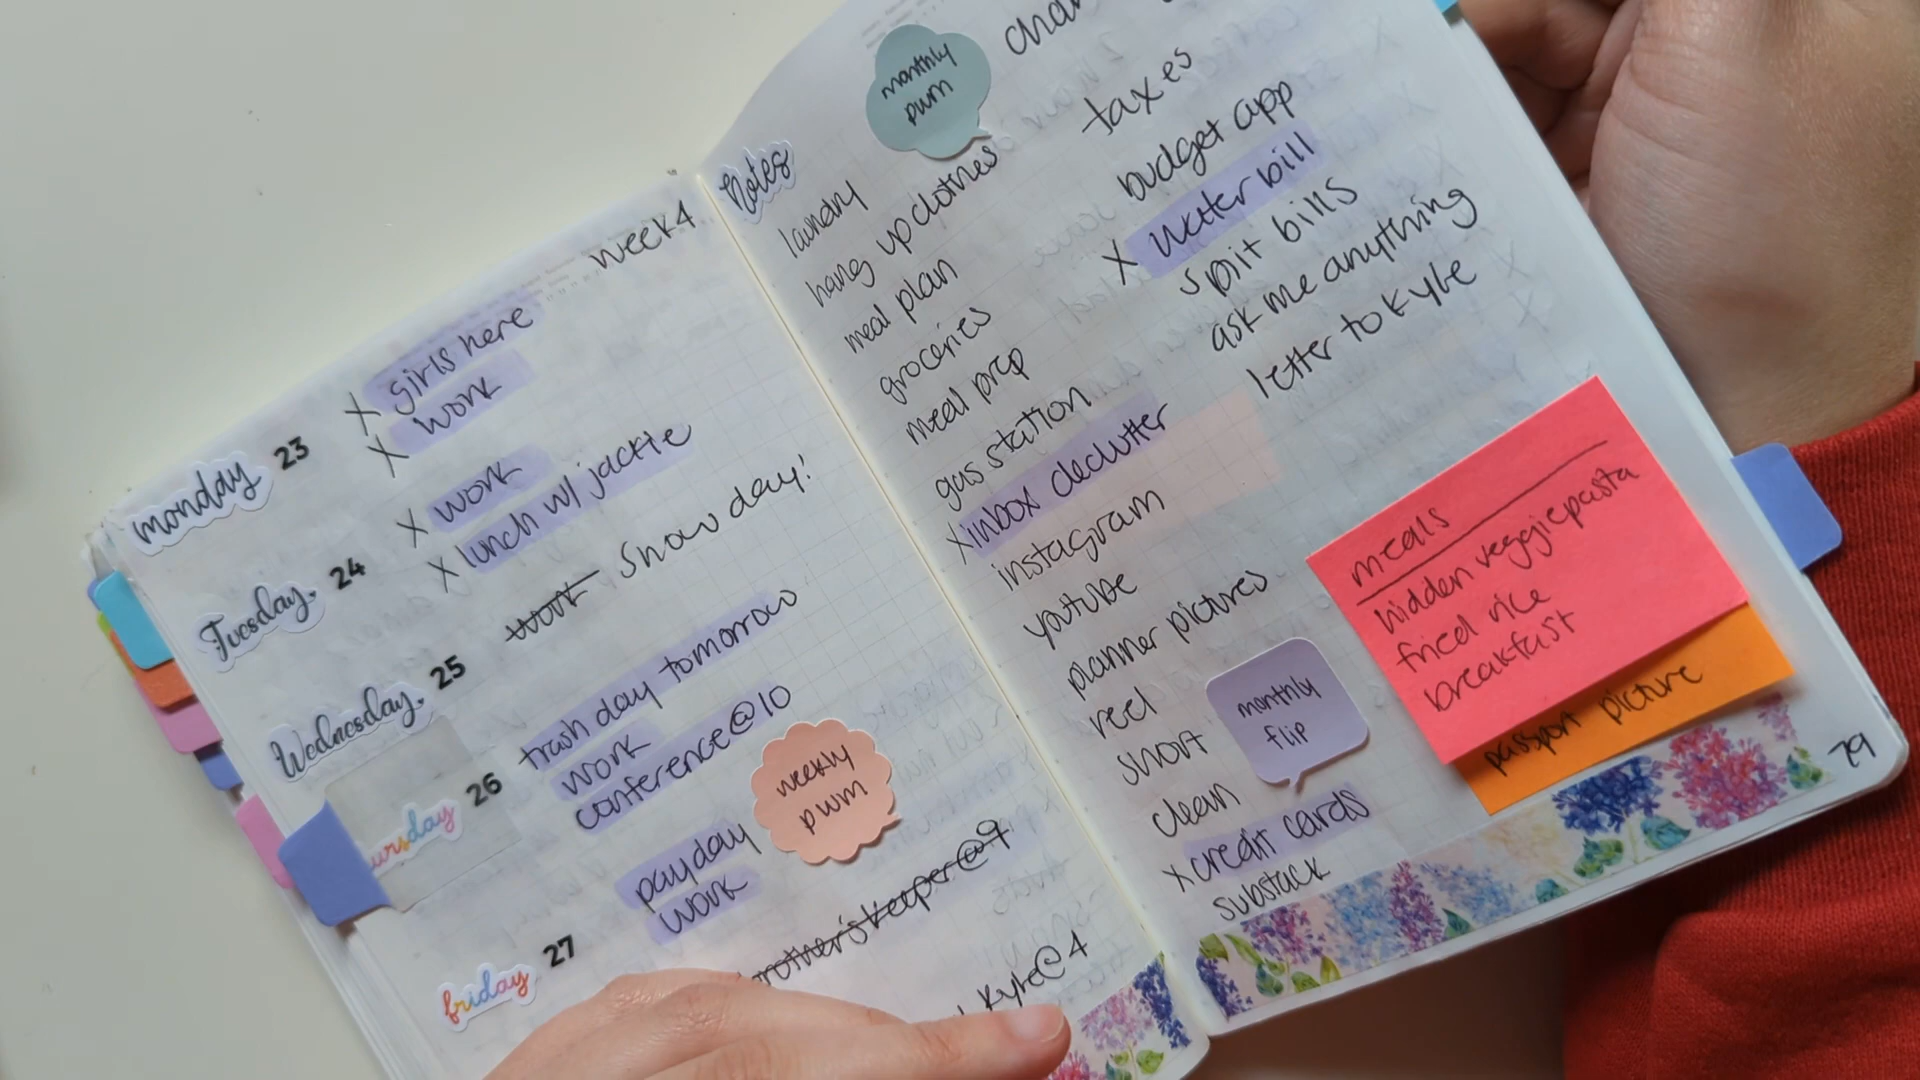 week 4
monday 23
X girls here
X work
Tuesday. 24
X work
X lunch w/ jackie
Wednesday. 25
work snow day!
26
trash day tomorrow
work
conference @ 10
friday 27
payday
work
weekly
pwm
keeper @ 9
Kyle @ 4
Notes
monthly
pwm
laundry
hang up clothes
meal plan
groceries
meal prep
gas station
X inbox declutter
instagram
youtube
planner pictures
reel
short
clean
X credit cards
substack
monthly
flip
taxes
budget app
X water bill
split bills
ask me anything
letter to kyle
meals
hidden veggie pasta
fried rice
breakfast
passport picture
79